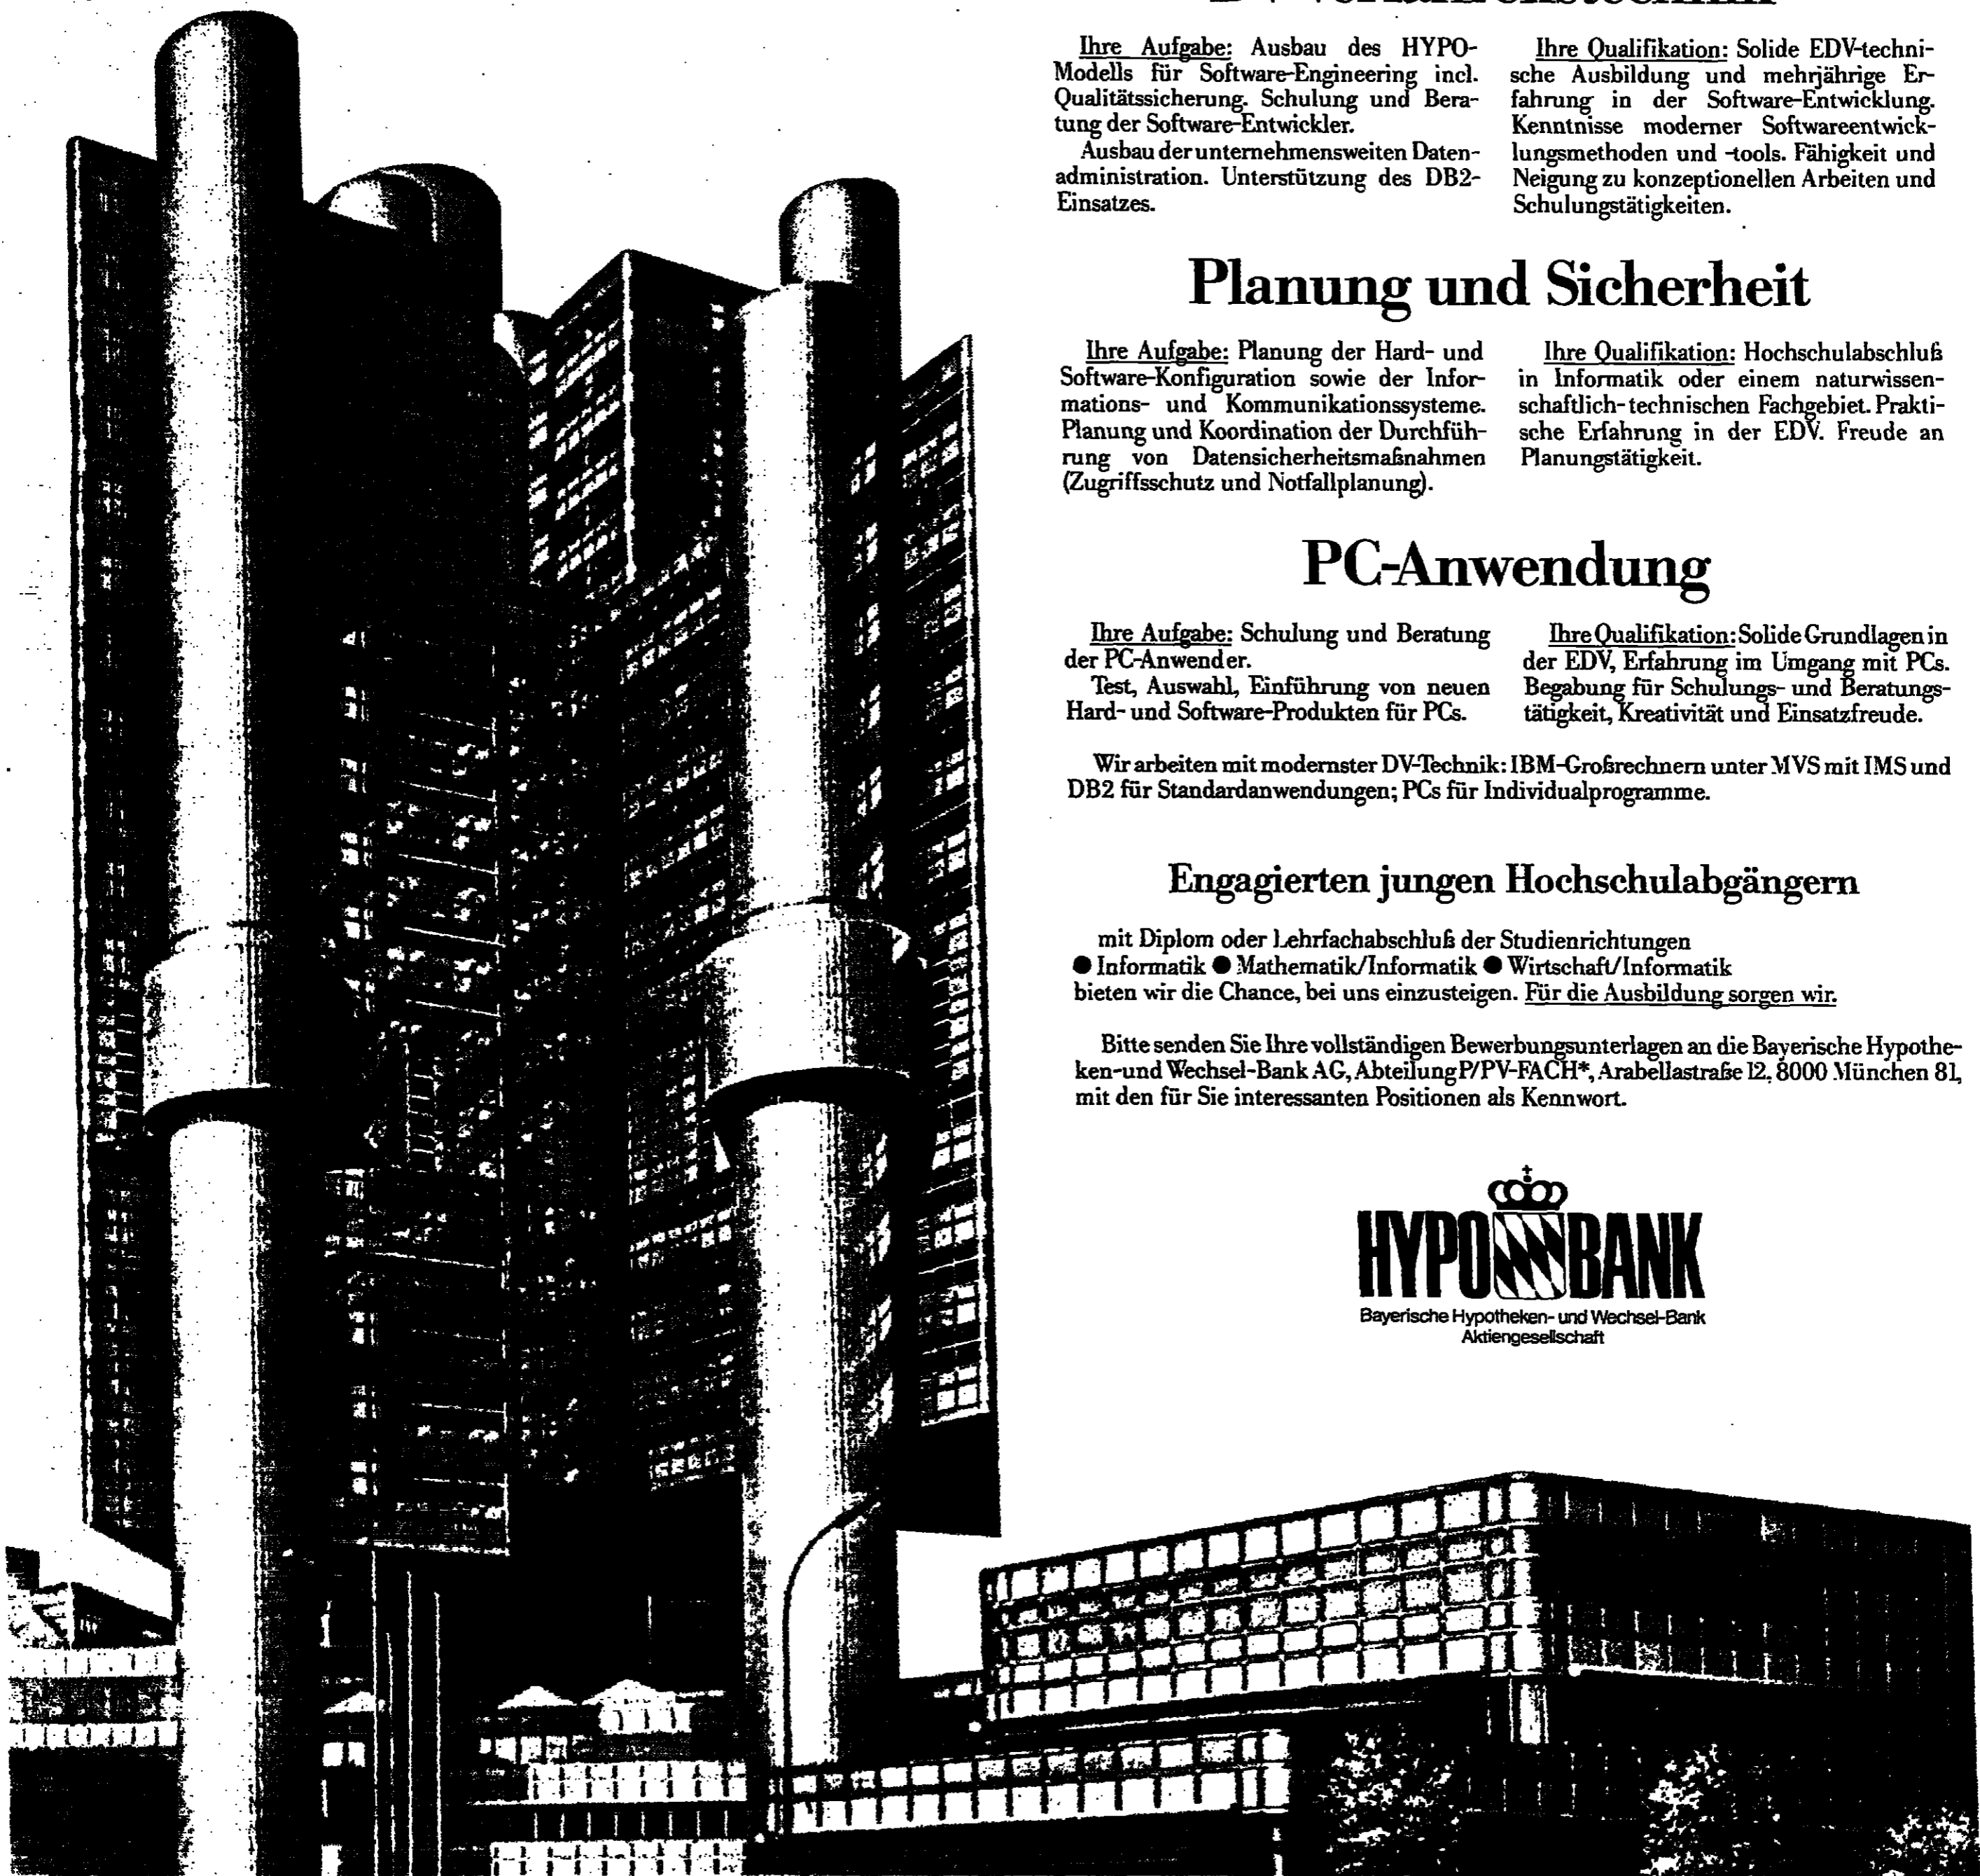 Ihre Aufgabe: Ausbau des HYPO-
Modells für Software-Engineering incl.
Qualitätssicherung. Schulung und Bera-
tung der Software-Entwickler.
Ausbau der unternehmensweiten Daten-
administration. Unterstützung des DB2-
Einsatzes.
Ihre Qualifikation: Solide EDV-techni-
sche Ausbildung und mehrjährige Er-
fahrung in der Software-Entwicklung.
Kenntnisse moderner Softwareentwick-
lungsmethoden und -tools. Fähigkeit und
Neigung zu konzeptionellen Arbeiten und
Schulungstätigkeiten.
Planung und Sicherheit
Ihre Aufgabe: Planung der Hard- und
Software-Konfiguration sowie der Infor-
mations- und Kommunikationssysteme.
Planung und Koordination der Durchfüh-
rung von Datensicherheitsmaßnahmen
(Zugriffsschutz und Notfallplanung).
Ihre Qualifikation: Hochschulabschluß
in Informatik oder einem naturwissen-
schaftlich-technischen Fachgebiet. Prakti-
sche Erfahrung in der EDV. Freude an
Planungstätigkeit.
PC-Anwendung
Ihre Aufgabe: Schulung und Beratung
der PC-Anwender.
Test, Auswahl, Einführung von neuen
Hard- und Software-Produkten für PCs.
Ihre Qualifikation: Solide Grundlagen in
der EDV, Erfahrung im Umgang mit PCs.
Begabung für Schulungs- und Beratungs-
tätigkeit, Kreativität und Einsatzfreude.
Wir arbeiten mit modernster DV-Technik: IBM-Großrechnern unter MVS mit IMS und
DB2 für Standardanwendungen; PCs für Individualprogramme.
Engagierten jungen Hochschulabgängern
mit Diplom oder Lehrfachabschluß der Studienrichtungen
● Informatik ● Mathematik/Informatik ● Wirtschaft/Informatik
bieten wir die Chance, bei uns einzusteigen. Für die Ausbildung sorgen wir.
Bitte senden Sie Ihre vollständigen Bewerbungsunterlagen an die Bayerische Hypothe-
ken-und Wechsel-Bank AG, Abteilung P/PV-FACH*, Arabellastraße 12, 8000 München 81,
mit den für Sie interessanten Positionen als Kennwort.
HYPO BANK
Bayerische Hypotheken- und Wechsel-Bank
Aktiengesellschaft